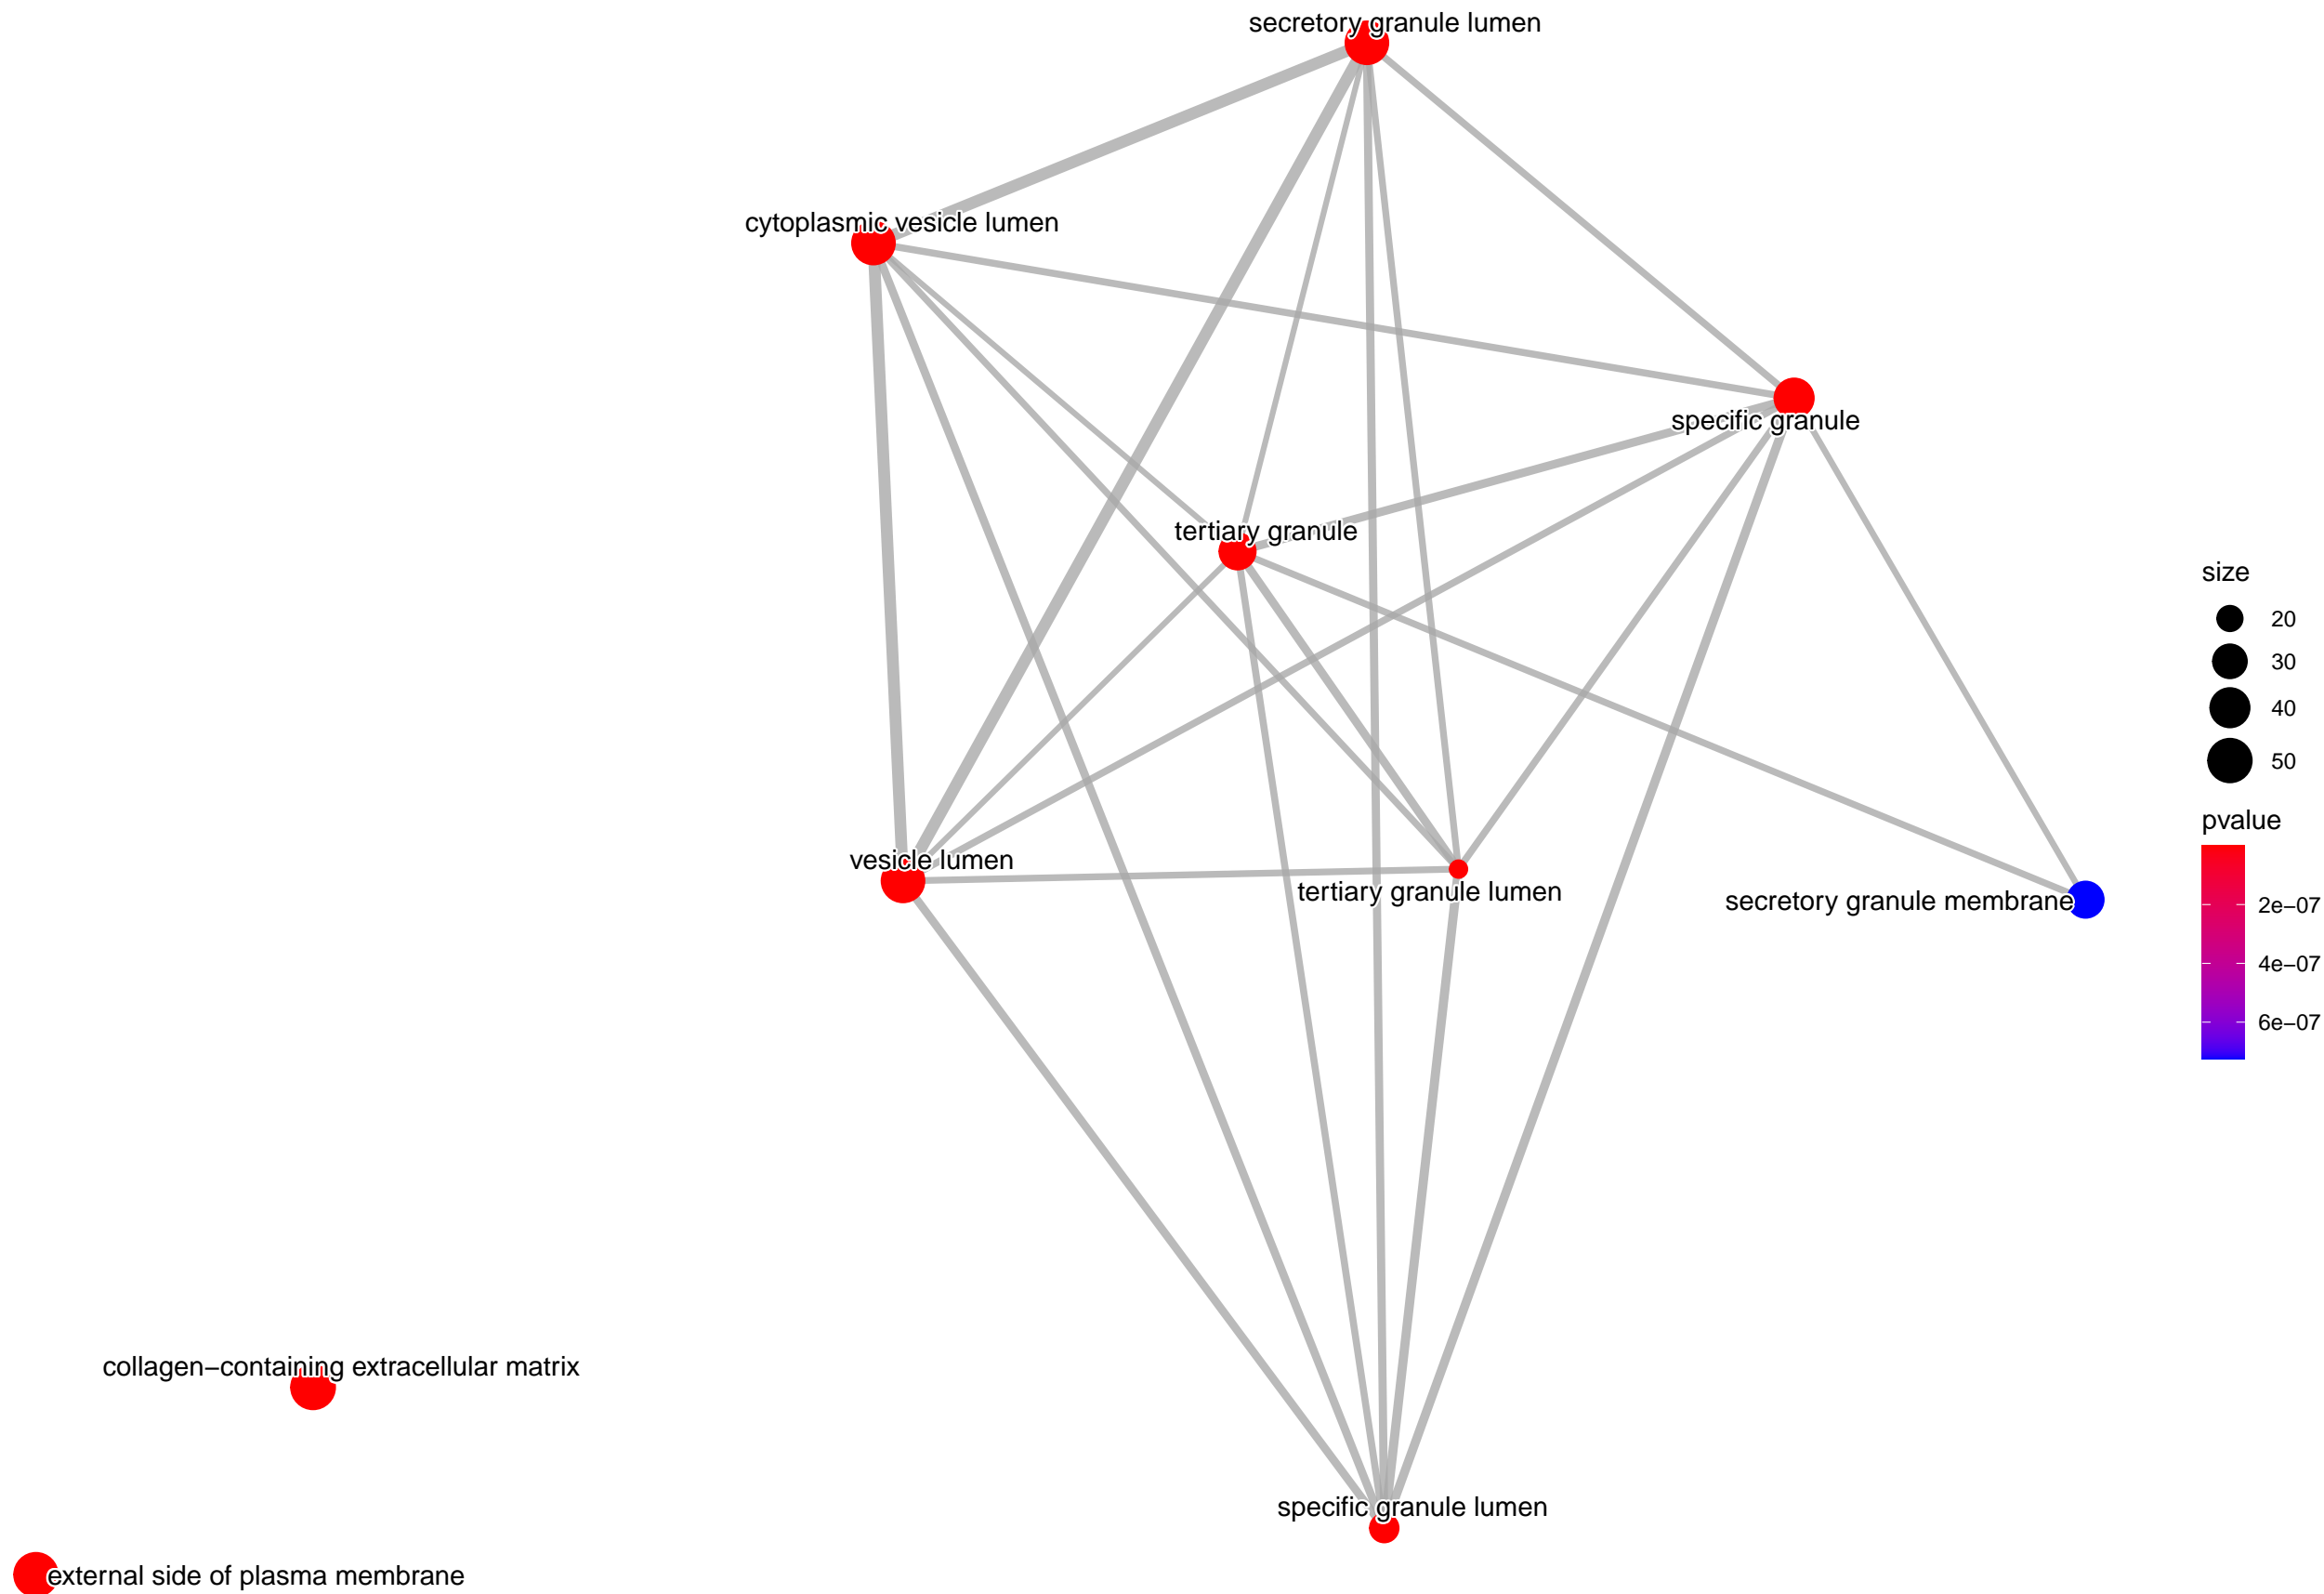 secretory granule lumen
cytoplasmic vesicle lumen
specific granule
tertiary granule
vesicle lumen
tertiary granule lumen
secretory granule membrane
collagen−containing extracellular matrix
specific granule lumen
external side of plasma membrane
size
20
30
40
50
pvalue
2e−07
4e−07
6e−07